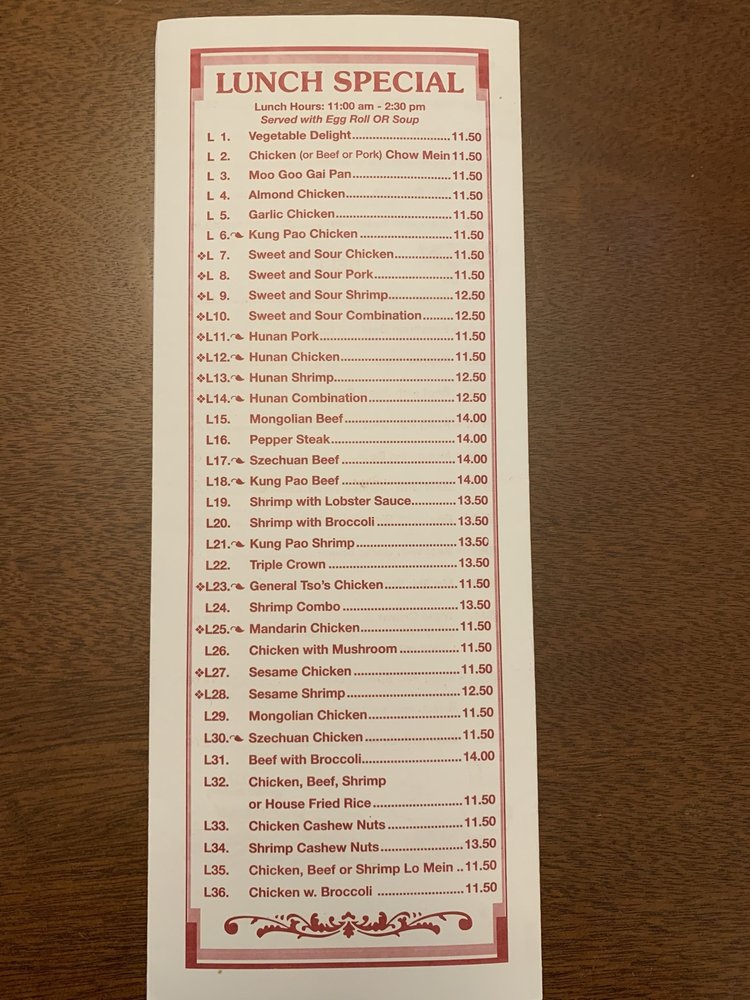 LUNCH SPECIAL
Lunch Hours: 11:00 am - 2:30 pm
Served with Egg Roll OR Soup
L 1. Vegetable Delight............................11.50
L 2. Chicken (or Beef or Pork) Chow Mein 11.50
L 3. Moo Goo Gai Pan............................11.50
L 4. Almond Chicken..............................11.50
L 5. Garlic Chicken.................................11.50
L 6. Kung Pao Chicken ..........................11.50
❖L 7. Sweet and Sour Chicken................11.50
❖L 8. Sweet and Sour Pork......................11.50
❖L 9. Sweet and Sour Shrimp..................12.50
❖L10. Sweet and Sour Combination.........12.50
❖L11. Hunan Pork......................................11.50
❖L12. Hunan Chicken................................11.50
❖L13. Hunan Shrimp..................................12.50
❖L14. Hunan Combination........................12.50
L15. Mongolian Beef ...............................14.00
L16. Pepper Steak...................................14.00
L17. Szechuan Beef ................................14.00
L18. Kung Pao Beef ................................14.00
L19. Shrimp with Lobster Sauce............13.50
L20. Shrimp with Broccoli ......................13.50
L21. Kung Pao Shrimp ............................13.50
L22. Triple Crown ....................................13.50
❖L23. General Tso's Chicken....................11.50
L24. Shrimp Combo ................................13.50
❖L25. Mandarin Chicken...........................11.50
L26. Chicken with Mushroom ................11.50
❖L27. Sesame Chicken .............................11.50
❖L28. Sesame Shrimp...............................12.50
L29. Mongolian Chicken.........................11.50
L30. Szechuan Chicken ..........................11.50
L31. Beef with Broccoli...........................14.00
L32. Chicken, Beef, Shrimp
or House Fried Rice........................11.50
L33. Chicken Cashew Nuts ....................11.50
L34. Shrimp Cashew Nuts......................13.50
L35. Chicken, Beef or Shrimp Lo Mein ..11.50
L36. Chicken w. Broccoli ........................11.50